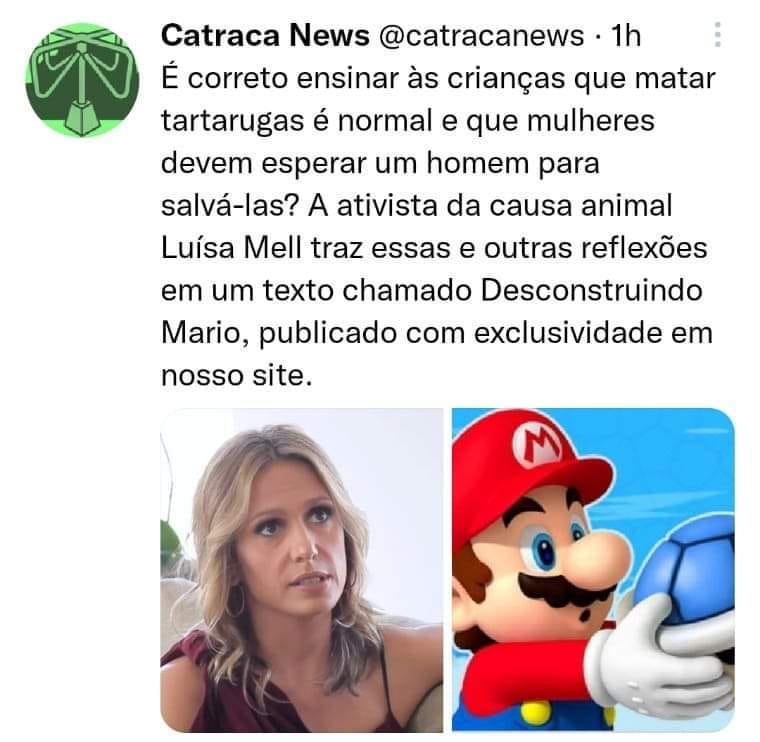 Catraca News @catracanews · 1h
É correto ensinar às crianças que matar
tartarugas é normal e que mulheres
devem esperar um homem para
salvá-las? A ativista da causa animal
Luísa Mell traz essas e outras reflexões
em um texto chamado Desconstruindo
Mario, publicado com exclusividade em
nosso site.
M